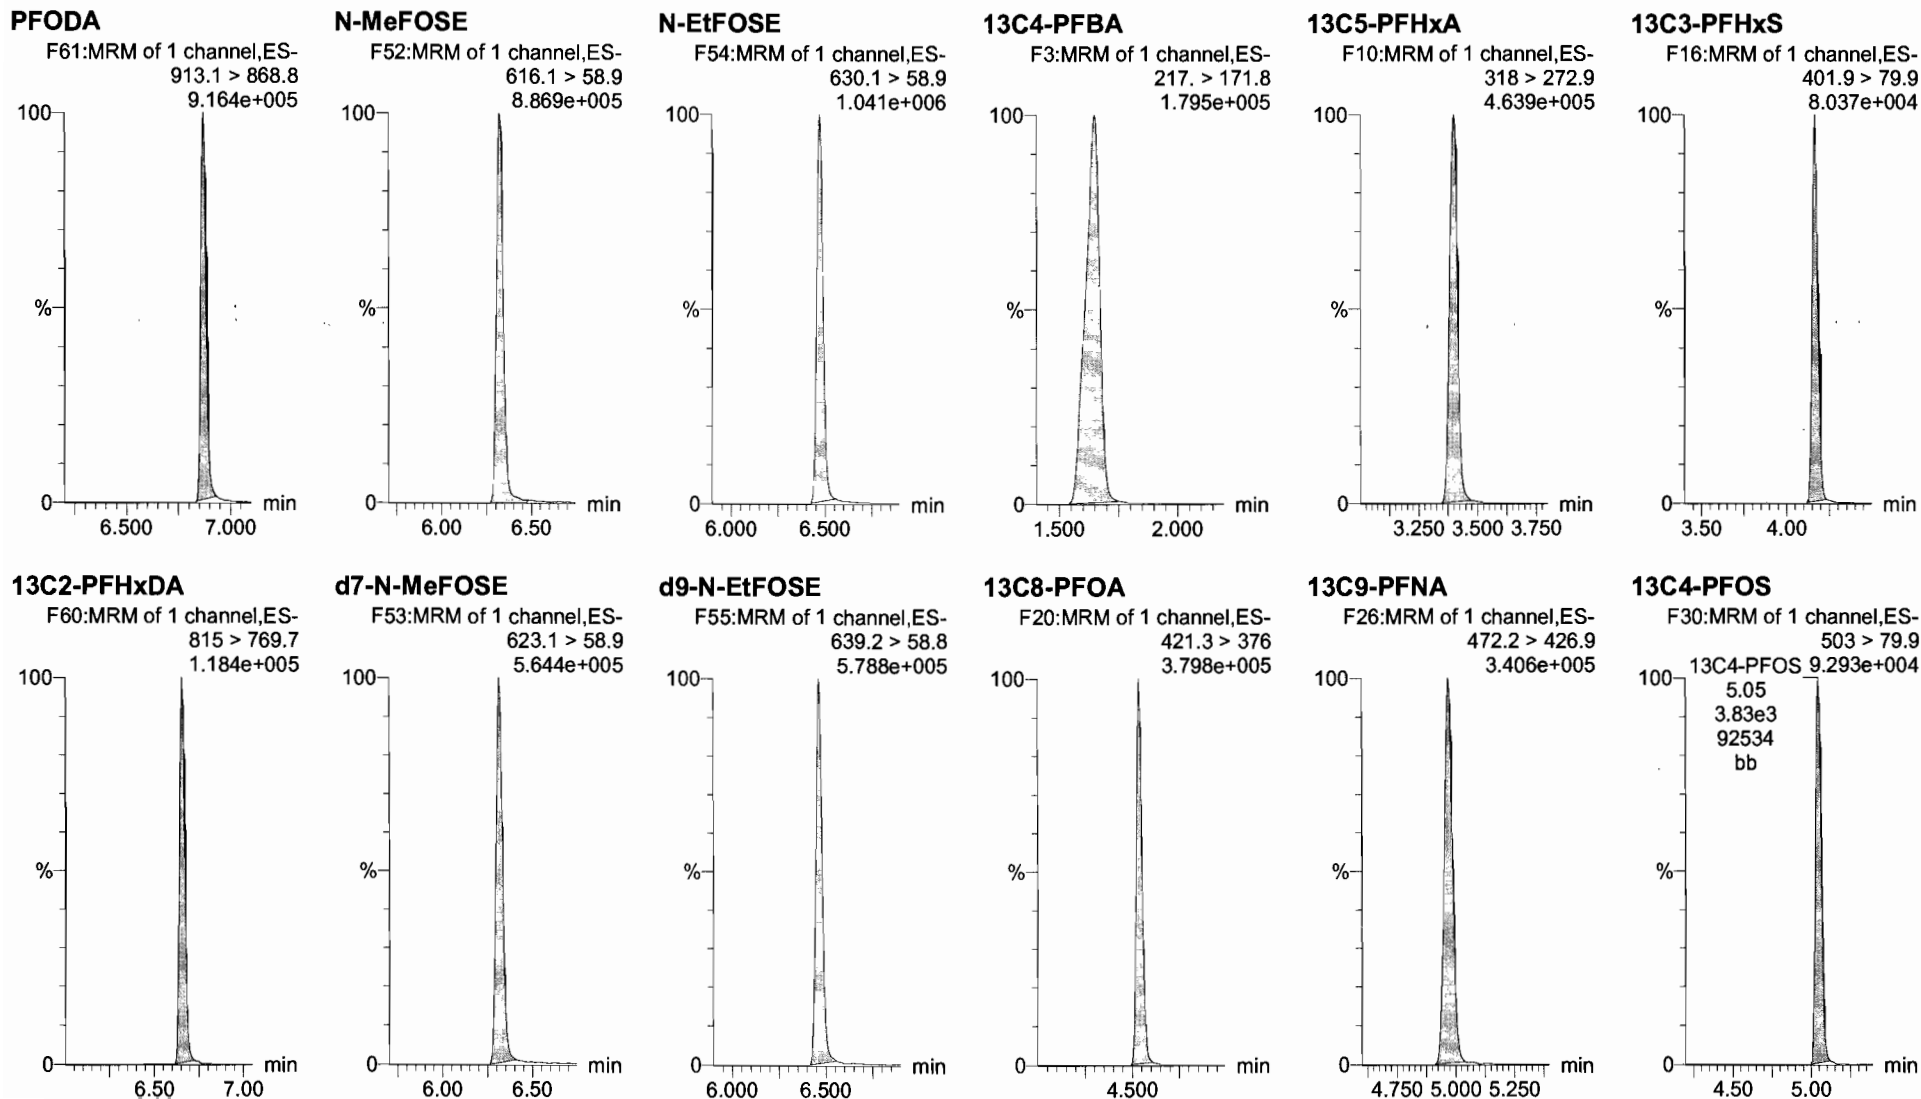 PFODA
F61:MRM of 1 channel,ES-
913.1 > 868.8
9.164e+005
100
%
0
6.500 7.000
min
N-MeFOSE
F52:MRM of 1 channel,ES-
616.1 > 58.9
8.869e+005
100
%
0
6.00 6.50
min
N-EtFOSE
F54:MRM of 1 channel,ES-
630.1 > 58.9
1.041e+006
100
%
0
6.000 6.500
min
13C4-PFBA
F3:MRM of 1 channel,ES-
217. > 171.8
1.795e+005
100
%
0
1.500 2.000
min
13C5-PFHxA
F10:MRM of 1 channel,ES-
318 > 272.9
4.639e+005
100
%
0
3.250 3.500 3.750
min
13C3-PFHxS
F16:MRM of 1 channel,ES-
401.9 > 79.9
8.037e+004
100
%
0
3.50 4.00
min
13C2-PFHxDA
F60:MRM of 1 channel,ES-
815 > 769.7
1.184e+005
100
%
0
6.50 7.00
min
d7-N-MeFOSE
F53:MRM of 1 channel,ES-
623.1 > 58.9
5.644e+005
100
%
0
6.00 6.50
min
d9-N-EtFOSE
F55:MRM of 1 channel,ES-
639.2 > 58.8
5.788e+005
100
%
0
6.000 6.500
min
13C8-PFOA
F20:MRM of 1 channel,ES-
421.3 > 376
3.798e+005
100
%
0
4.500
min
13C9-PFNA
F26:MRM of 1 channel,ES-
472.2 > 426.9
3.406e+005
100
%
0
4.750 5.000 5.250
min
13C4-PFOS
F30:MRM of 1 channel,ES-
503 > 79.9
13C4-PFOS 9.293e+004
100
5.05
3.83e3
92534
bb
%
0
4.50 5.00
min